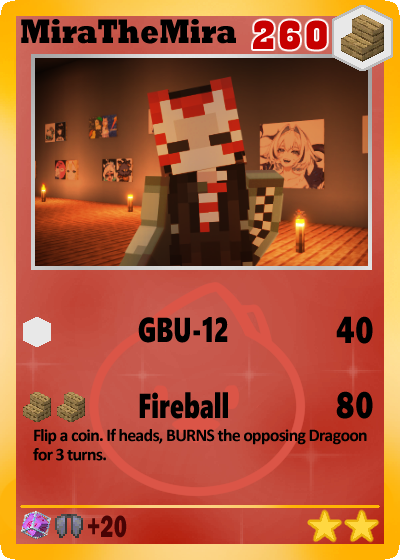 MiraTheMira 260
GBU-12 40
Fireball 80
Flip a coin. If heads, BURNS the opposing Dragoon
for 3 turns.
+20